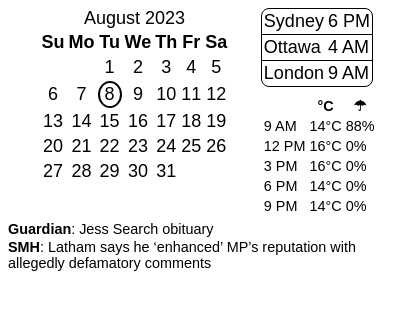 August 2023
Su Mo Tu We Th Fr Sa
1 2 3 4 5
6 7 8 9 10 11 12
13 14 15 16 17 18 19
20 21 22 23 24 25 26
27 28 29 30 31
Sydney 6 PM
Ottawa 4 AM
London 9 AM
°C ☂
9 AM 14°C 88%
12 PM 16°C 0%
3 PM 16°C 0%
6 PM 14°C 0%
9 PM 14°C 0%
Guardian: Jess Search obituary
SMH: Latham says he ‘enhanced’ MP’s reputation with
allegedly defamatory comments